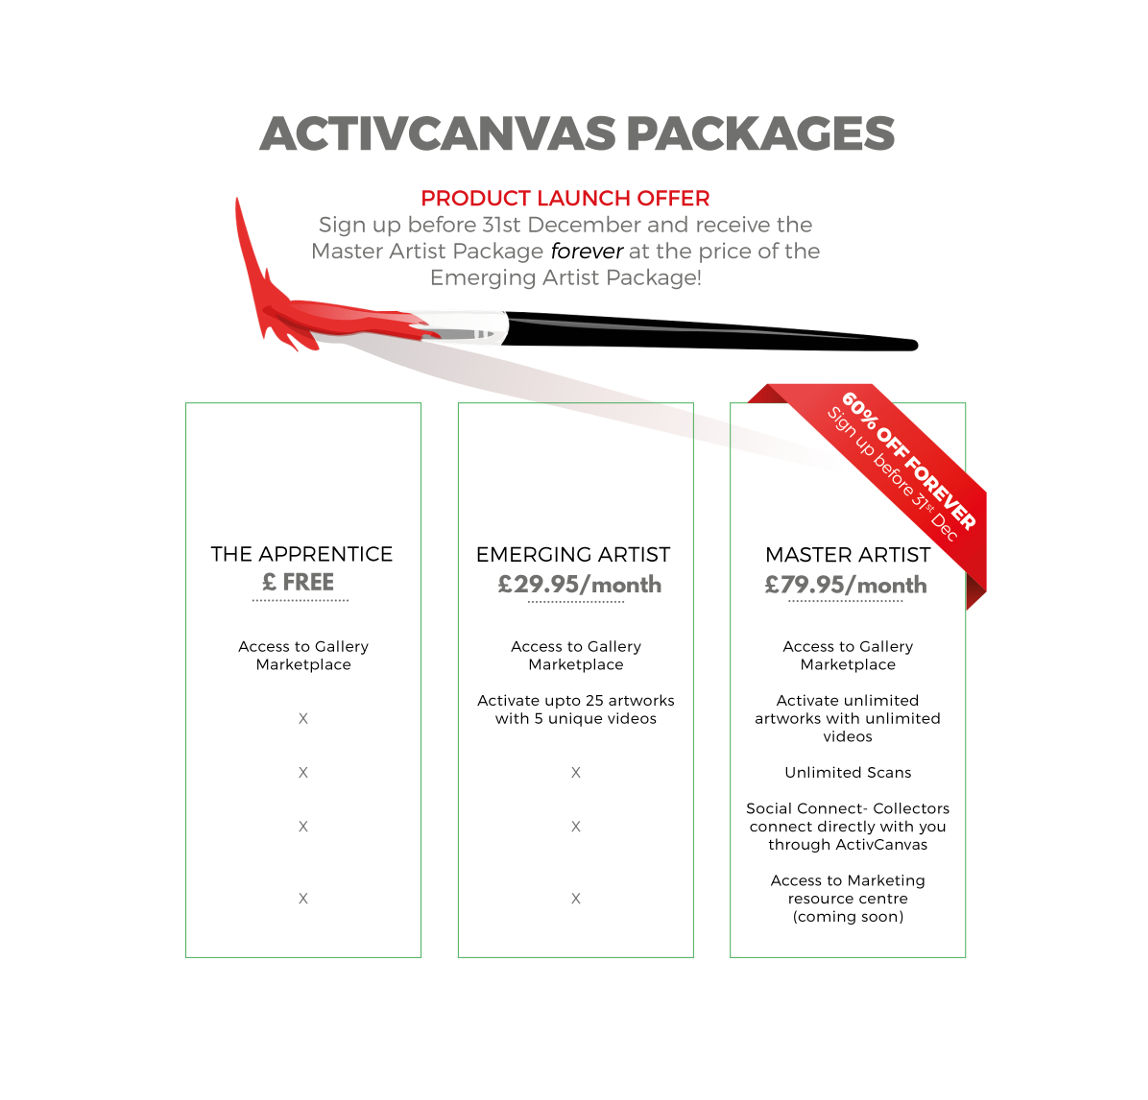 ACTIVCANVAS PACKAGES
PRODUCT LAUNCH OFFER
Sign up before 31st December and receive the
Master Artist Package forever at the price of the
Emerging Artist Package!
60% OFF FOREVER
Sign up before 31st Dec
THE APPRENTICE
£ FREE
Access to Gallery
Marketplace
X
X
X
X
EMERGING ARTIST
£29.95/month
Access to Gallery
Marketplace
Activate upto 25 artworks
with 5 unique videos
X
X
X
MASTER ARTIST
£79.95/month
Access to Gallery
Marketplace
Activate unlimited
artworks with unlimited
videos
Unlimited Scans
Social Connect- Collectors
connect directly with you
through ActivCanvas
Access to Marketing
resource centre
(coming soon)